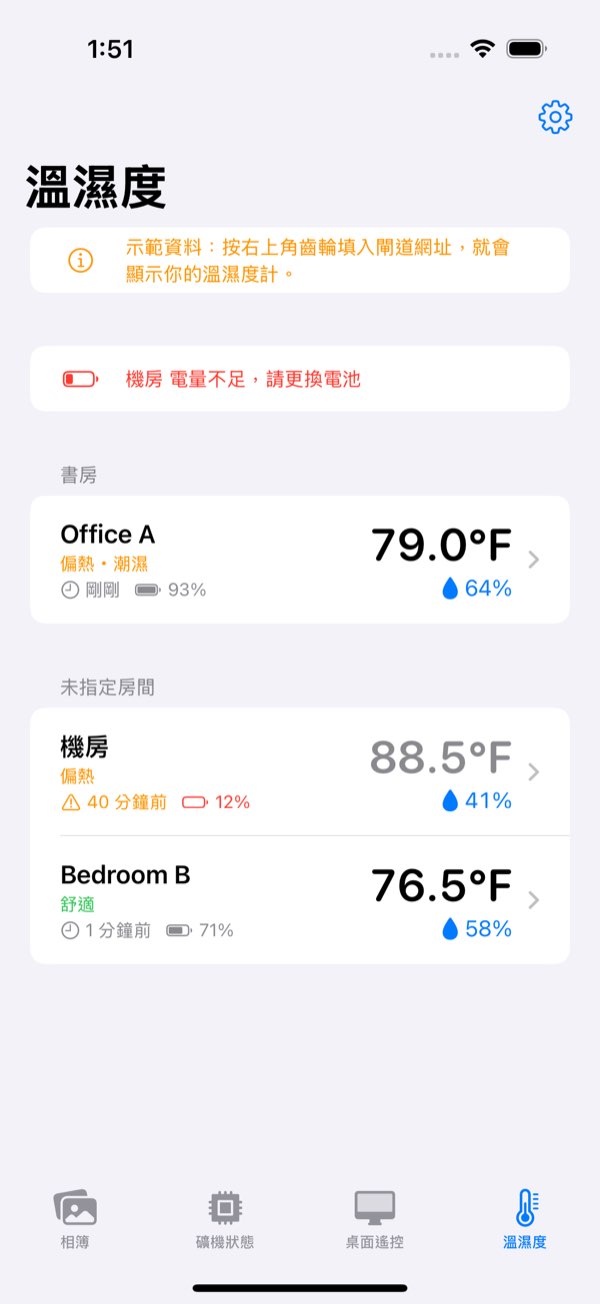 1:51
溫濕度
示範資料：按右上角齒輪填入閘道網址，就會
顯示你的溫濕度計。
機房 電量不足，請更換電池
書房
Office A
79.0°F
偏熱・潮濕
剛剛 93%
64%
未指定房間
機房
88.5°F
偏熱
40 分鐘前 12%
41%
Bedroom B
76.5°F
舒適
1 分鐘前 71%
58%
相簿
礦機狀態
桌面遙控
溫濕度